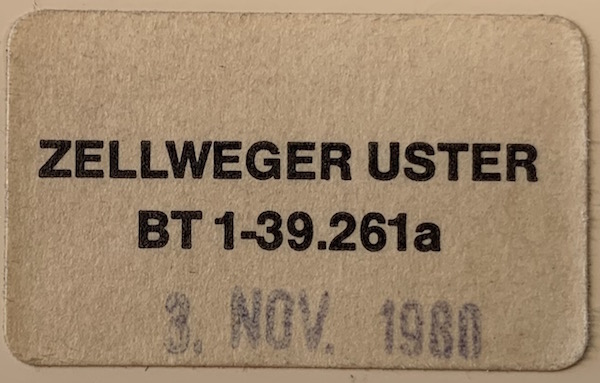 ZELLWEGER USTER
BT 1-39.261a
3. NOV. 1980